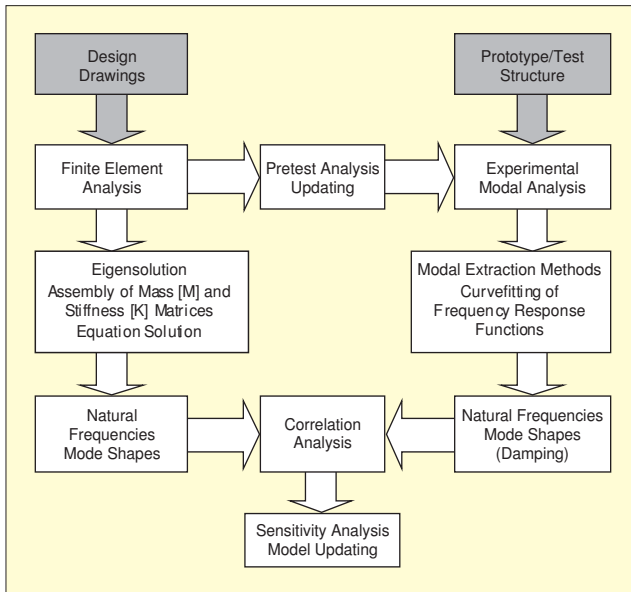 Design
Drawings
Prototype/Test
Structure
Finite Element
Analysis
Pretest Analysis
Updating
Experimental
Modal Analysis
Eigensolution
Assembly of Mass [M] and
Stiffness [K] Matrices
Equation Solution
Modal Extraction Methods
Curvefitting of
Frequency Response
Functions
Natural
Frequencies
Mode Shapes
Correlation
Analysis
Natural Frequencies
Mode Shapes
(Damping)
Sensitivity Analysis
Model Updating